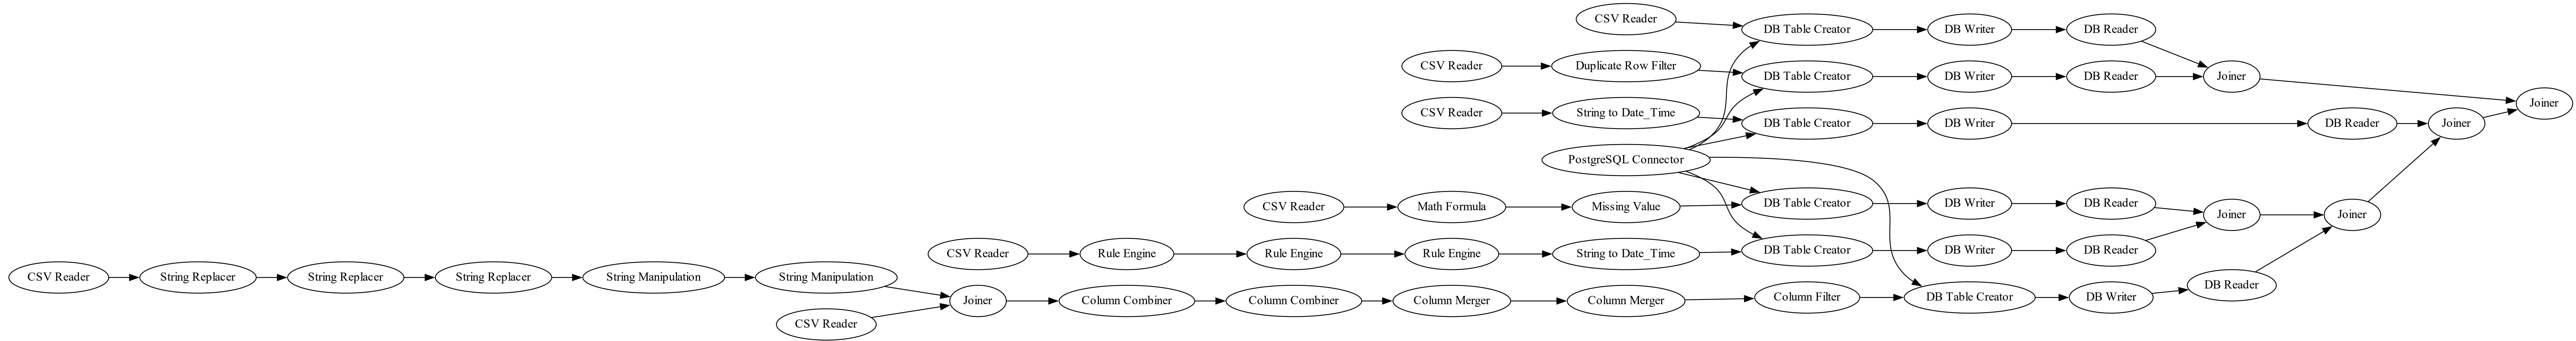 CSV Reader
DB Table Creator
DB Writer
DB Reader
CSV Reader
Duplicate Row Filter
DB Table Creator
DB Writer
DB Reader
Joiner
Joiner
CSV Reader
String to Date_Time
DB Table Creator
DB Writer
DB Reader
Joiner
PostgreSQL Connector
CSV Reader
Math Formula
Missing Value
DB Table Creator
DB Writer
DB Reader
Joiner
Joiner
CSV Reader
Rule Engine
Rule Engine
Rule Engine
String to Date_Time
DB Table Creator
DB Writer
DB Reader
CSV Reader
String Replacer
String Replacer
String Replacer
String Manipulation
String Manipulation
Joiner
Column Combiner
Column Combiner
Column Merger
Column Merger
Column Filter
DB Table Creator
DB Writer
DB Reader
CSV Reader